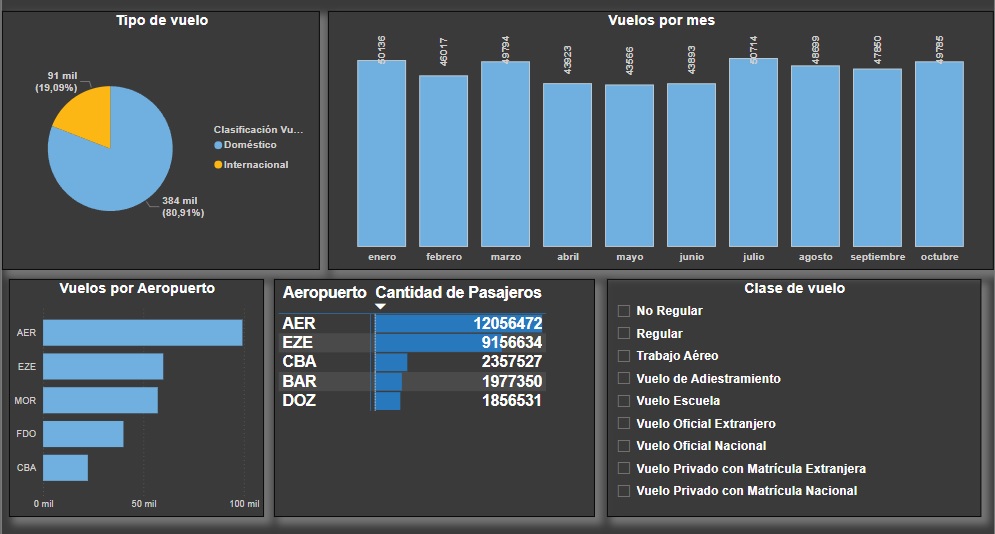 Tipo de vuelo
91 mil
(19,09%)
384 mil
(80,91%)
Clasificación Vu...
Doméstico
Internacional
Vuelos por mes
50136
46017
49794
43923
43566
43893
50714
48699
47850
49785
enero
febrero
marzo
abril
mayo
junio
julio
agosto
septiembre
octubre
Vuelos por Aeropuerto
AER
EZE
MOR
FDO
CBA
0 mil
50 mil
100 mil
Aeropuerto Cantidad de Pasajeros
AER 12056472
EZE 9156634
CBA 2357527
BAR 1977350
DOZ 1856531
Clase de vuelo
No Regular
Regular
Trabajo Aéreo
Vuelo de Adiestramiento
Vuelo Escuela
Vuelo Oficial Extranjero
Vuelo Oficial Nacional
Vuelo Privado con Matrícula Extranjera
Vuelo Privado con Matrícula Nacional